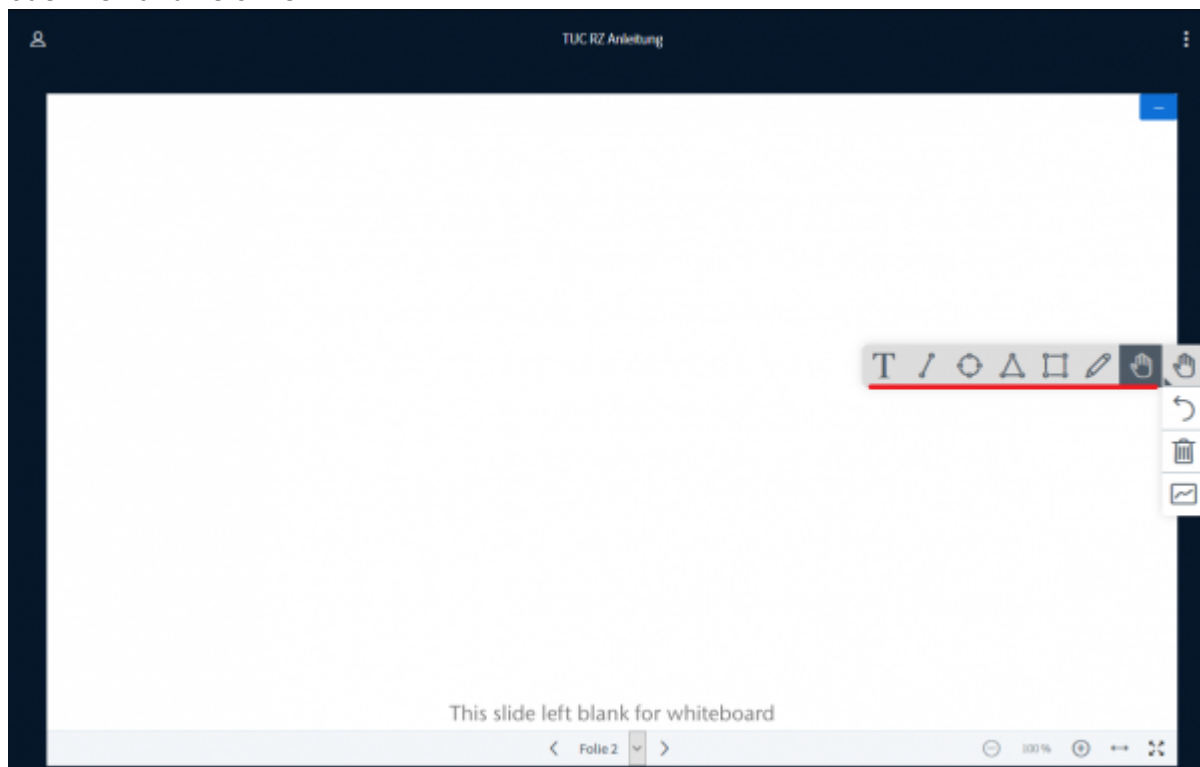 TUC RZ Anleitung
T
This slide left blank for whiteboard
Folie 2
100 %